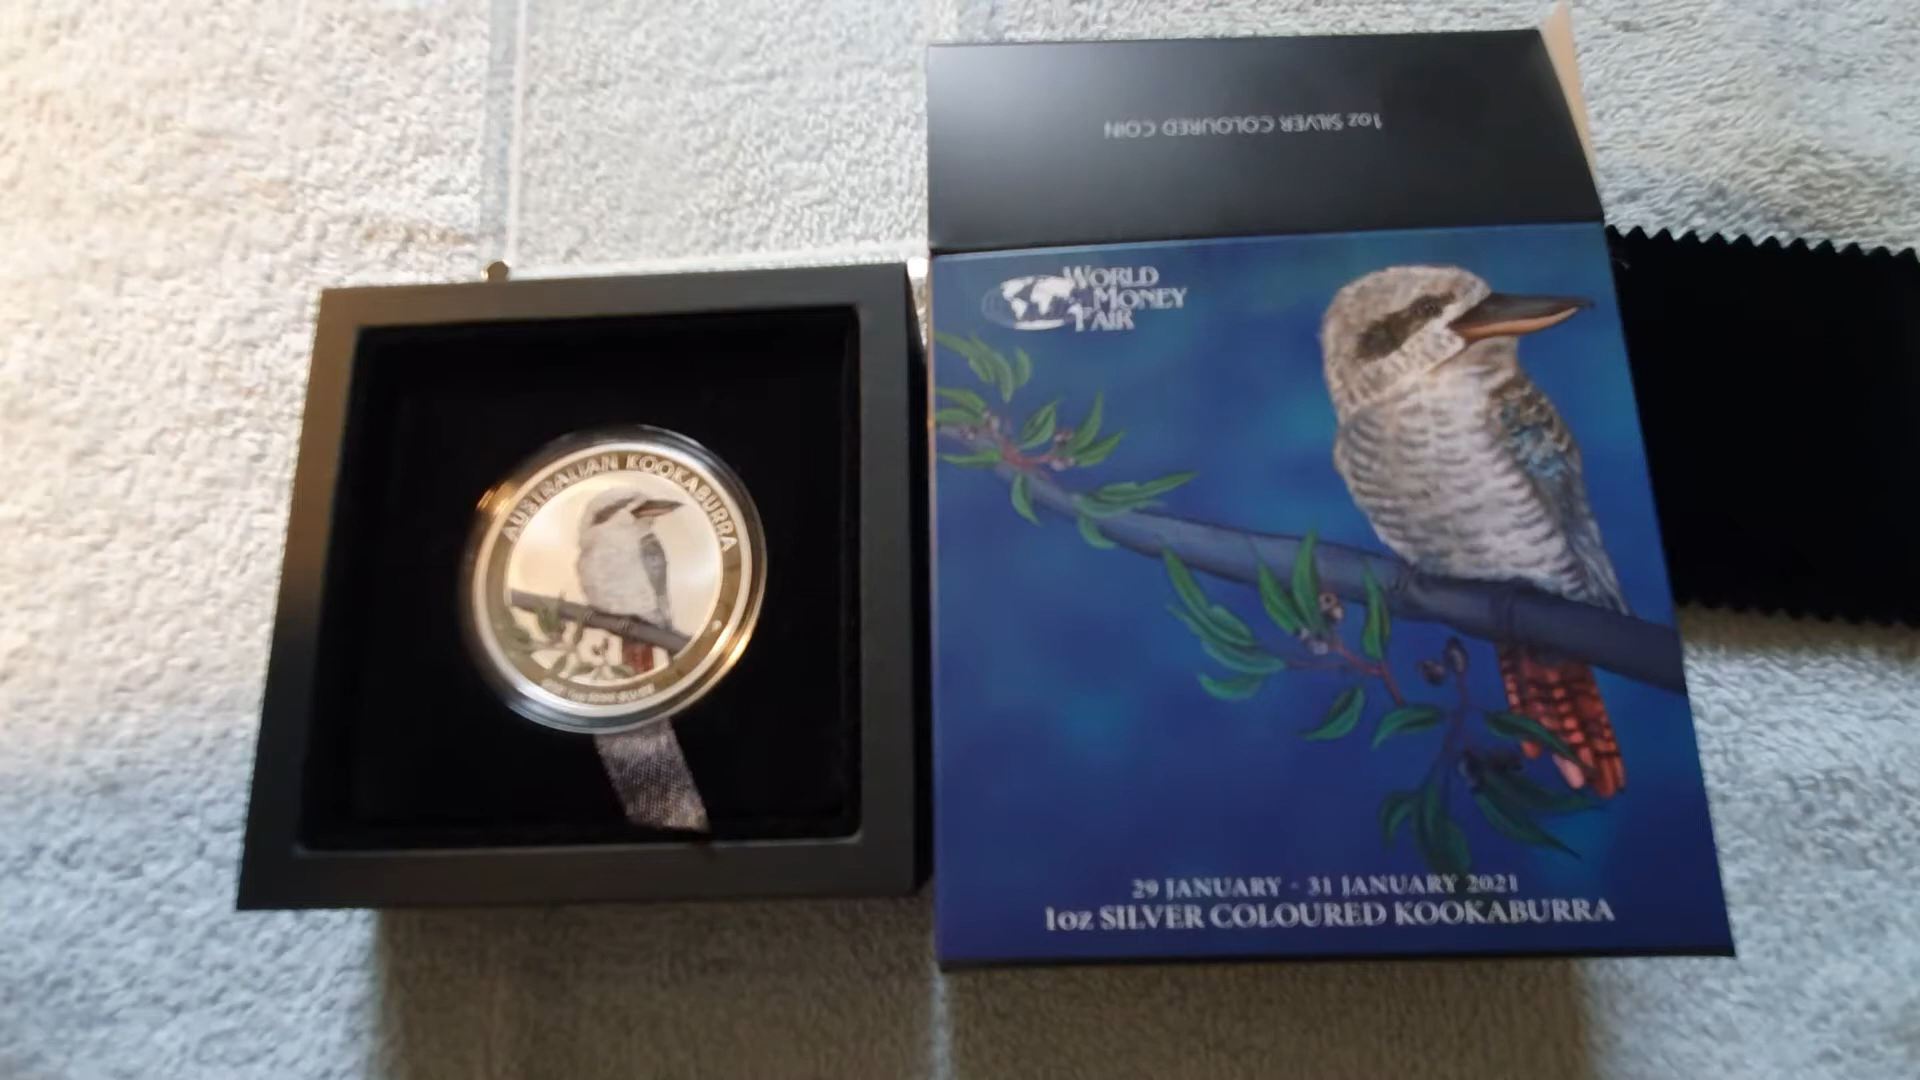 AUSTRALIAN KOOKABURRA
1oz SILVER COLOURED COIN
WORLD
MONEY
FAIR
29 JANUARY - 31 JANUARY 2021
1oz SILVER COLOURED KOOKABURRA